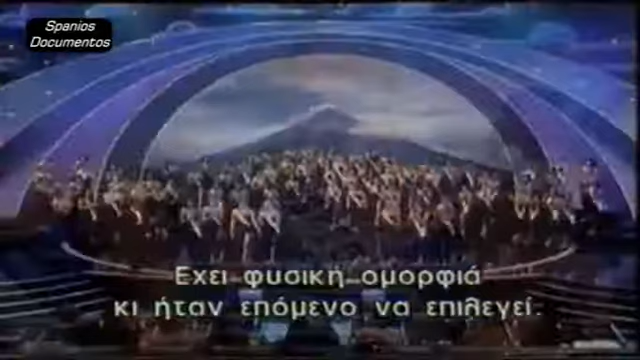 Spanios
Documentos
Εχει φυσική ομορφιά
κι ήταν επόμενο να επιλεγεί.